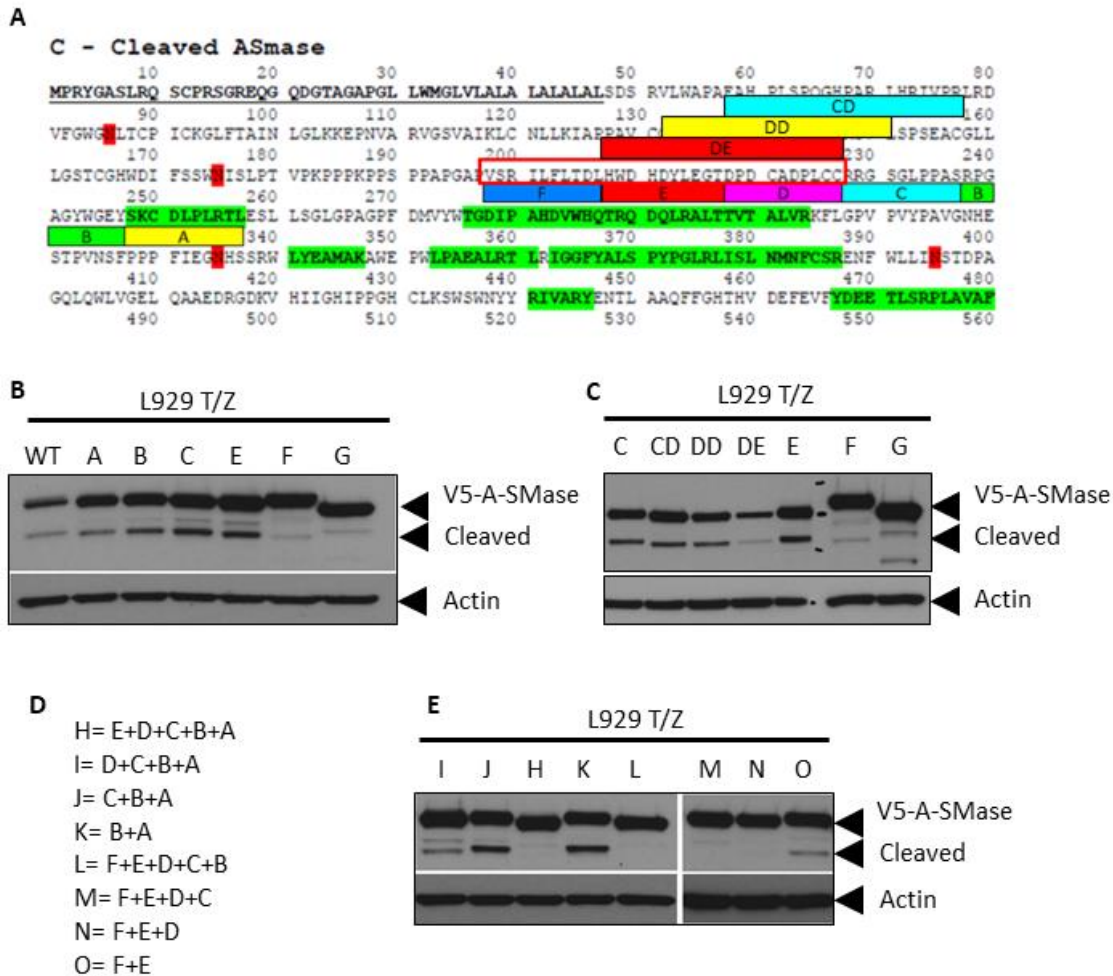 A
C - Cleaved ASmase
10 20 30 40 50 60 70 80
MPRYGASLRQ SCPRSGREQG QDGTAGAPGL LWMGLVLALA LALALALSDS RVLWAPAEAH PLSPQGHPAR LHRIVPRLRD
CD
90 100 110 120 130 160
VFGWGNLTCP ICKGLFTAIN LGLKKEPNVA RVGSVAIKLC NLLKIAPPAVC LSPSEACGLL
DD
DE
170 180 190 200 230 240
LGSTCGHWDI FSSWNISLPT VPKPPPKPPS PPAPGAPVSR ILFLTDLHWD HDYLEGTDPD CADPLCCRRG SGLPPASRPG
250 260 270 F E D C B
AGYWGEYSKC DLPLRTLESL LSGLGPAGPF DMVYWTGDIP AHDVWHQTRQ DQLRALTTVT ALVRKFLGPV PVYPAVGNHE
B A 340 350 360 370 380 390 400
STPVNSFPPP FIEGNHSSRW LYEAMAKAWE PWLPAEALRT LRIGGFYALS PYPGLRLISL NMNFCSRENF WLLINSTDPA
410 420 430 440 450 460 470 480
GQLQWLVGEL QAAEDRGDKV HIIGHIPPGH CLKSWSWNYY RIVARYENTL AAQFFGHTHV DEFEVFYDEE TLSRPLAVAF
490 500 510 520 530 540 550 560
B
L929 T/Z
WT A B C E F G
V5-A-SMase
Cleaved
Actin
C
L929 T/Z
C CD DD DE E F G
V5-A-SMase
Cleaved
Actin
D
H= E+D+C+B+A
I= D+C+B+A
J= C+B+A
K= B+A
L= F+E+D+C+B
M= F+E+D+C
N= F+E+D
O= F+E
E
L929 T/Z
I J H K L M N O
V5-A-SMase
Cleaved
Actin